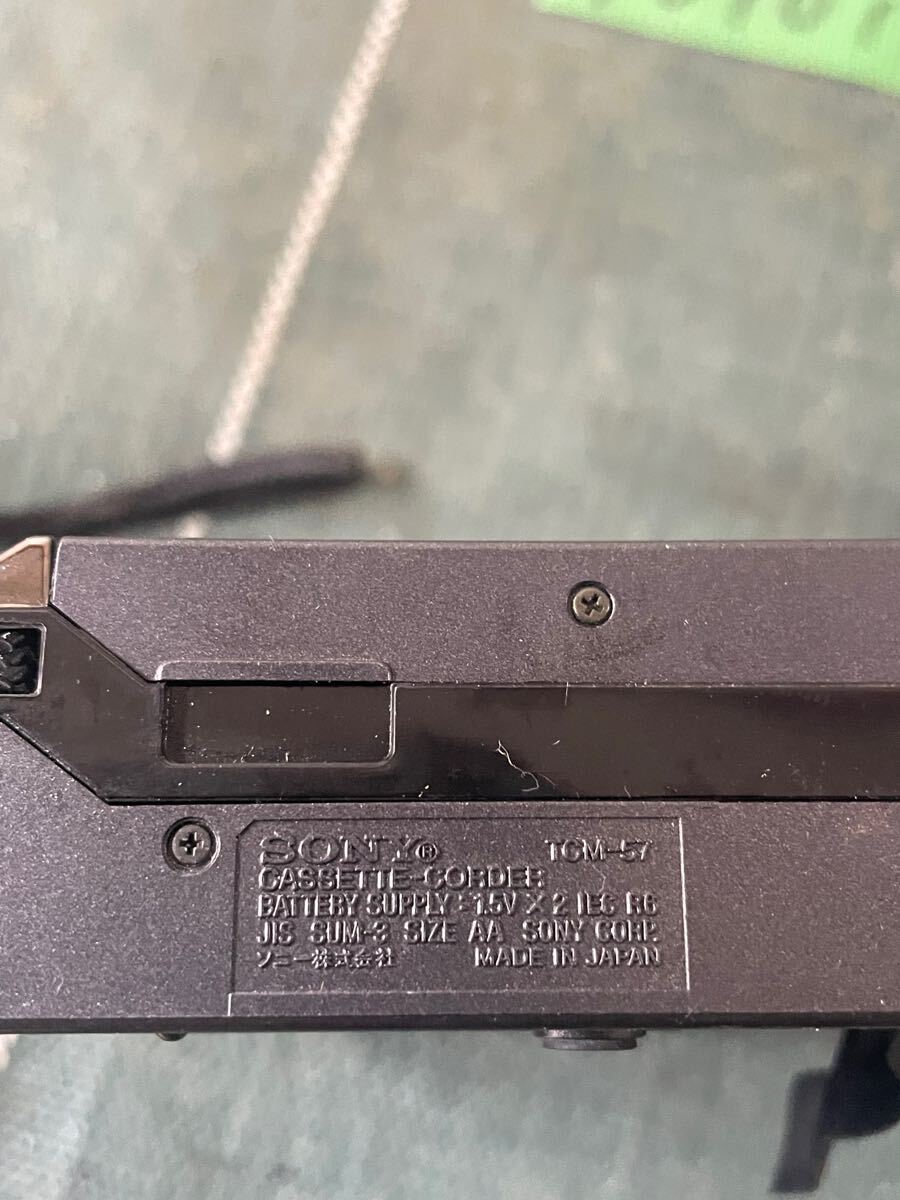 SONY® TCM-57
CASSETTE-CORDER
BATTERY SUPPLY : 1.5V X 2 IEC R6
JIS SUM-3 SIZE AA SONY CORP.
ソニー株式会社 MADE IN JAPAN